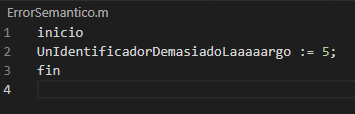 ErrorSemantico.m
1 inicio
2 UnIdentificadorDemasiadoLaaaaargo := 5;
3 fin
4